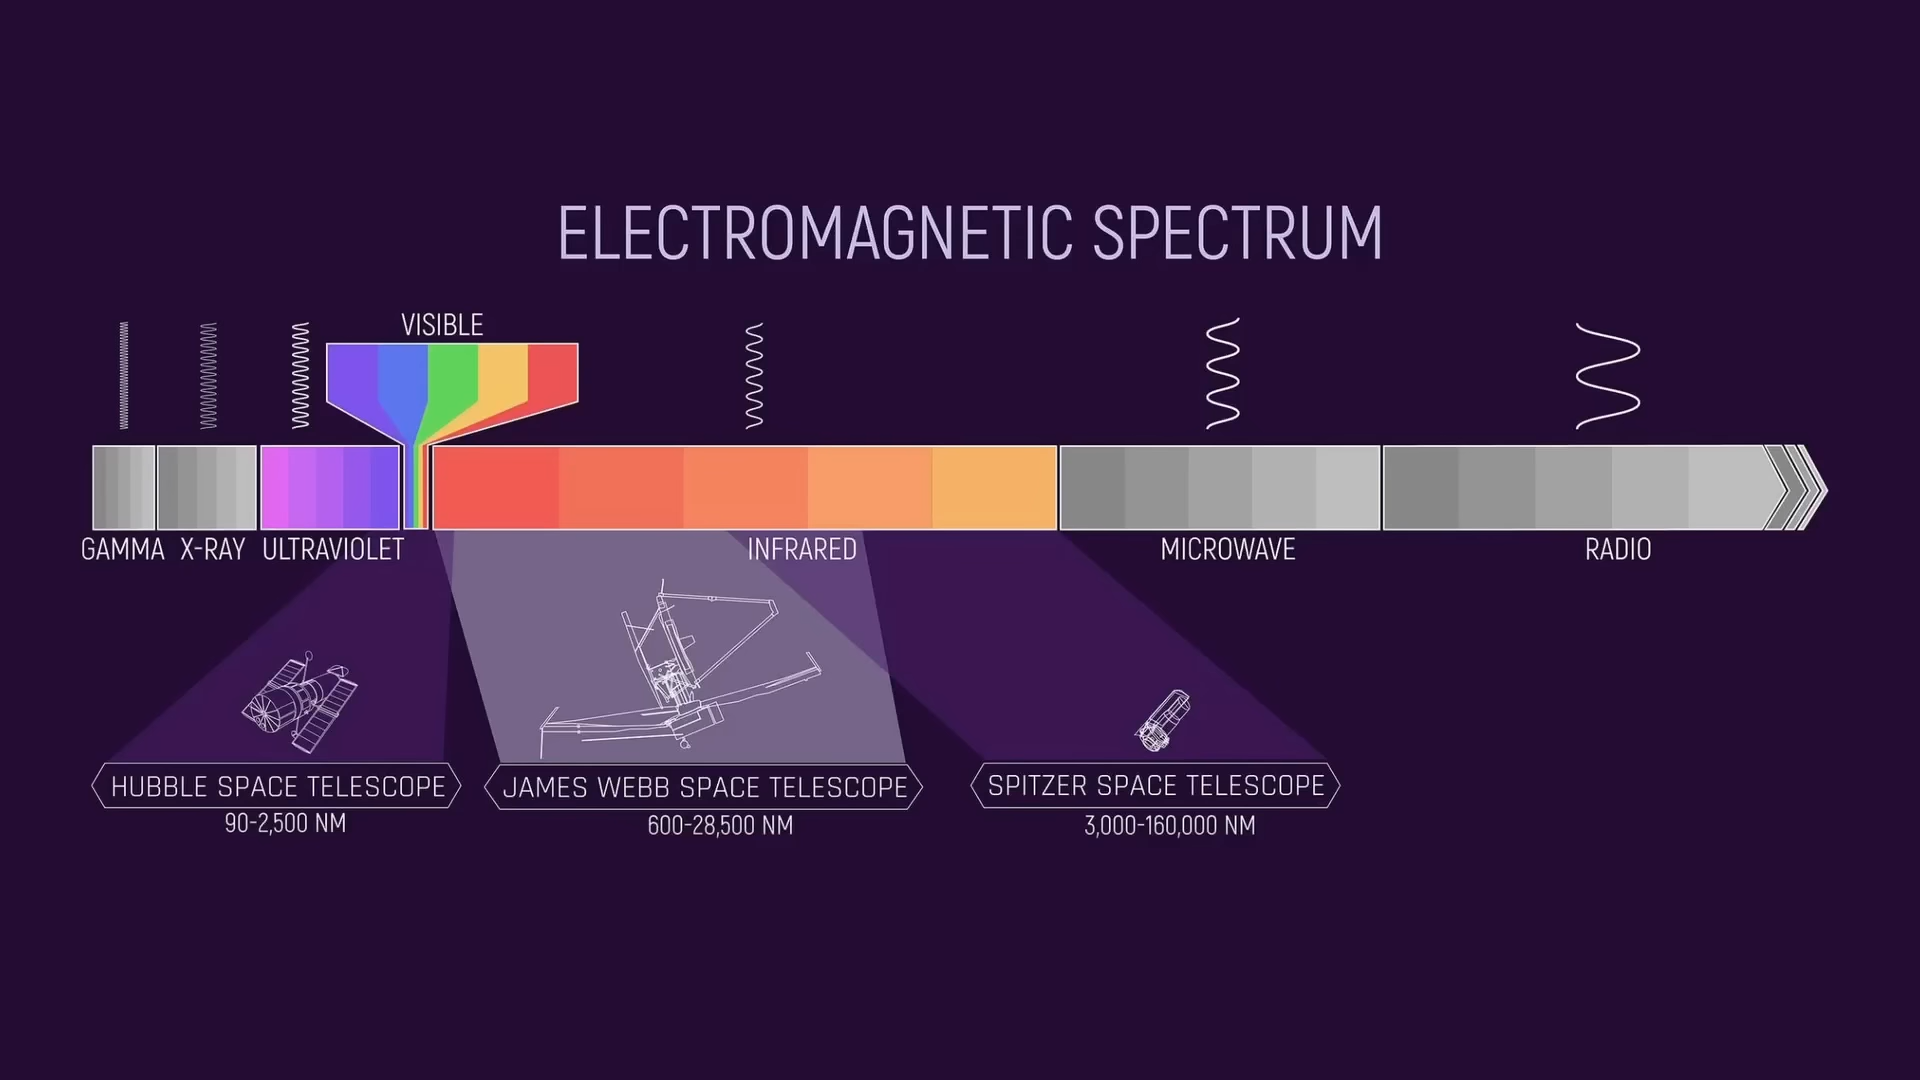 ELECTROMAGNETIC SPECTRUM
VISIBLE
GAMMA X-RAY ULTRAVIOLET INFRARED MICROWAVE RADIO
HUBBLE SPACE TELESCOPE
90-2,500 NM
JAMES WEBB SPACE TELESCOPE
600-28,500 NM
SPITZER SPACE TELESCOPE
3,000-160,000 NM